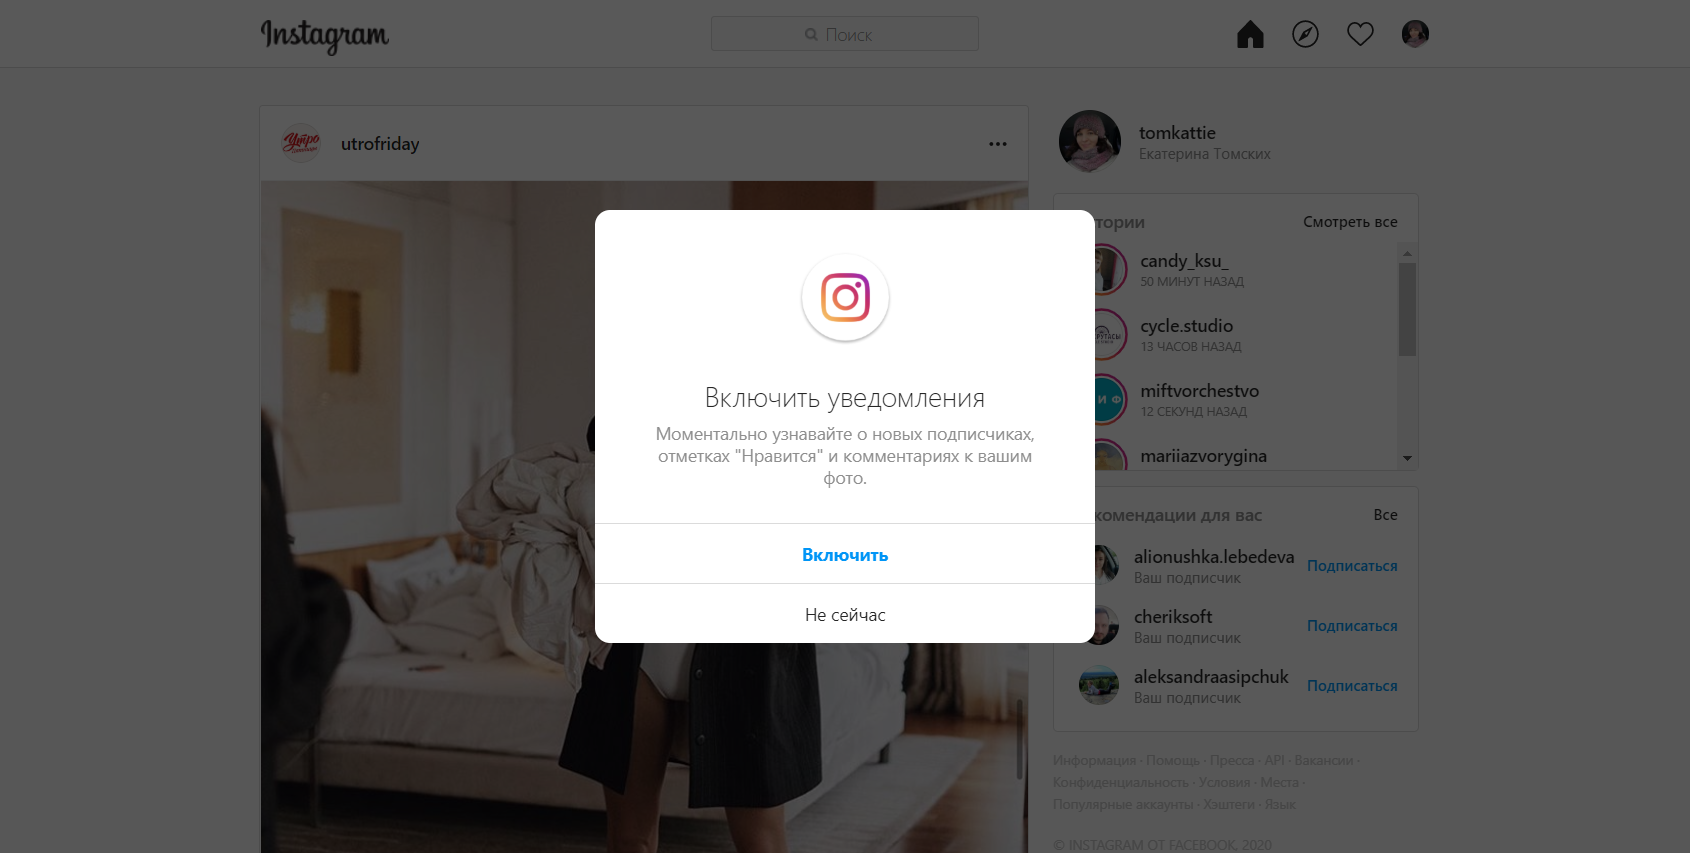 Instagram
Поиск
Утро
utrofriday
tomkattie
Екатерина Томских
тории
Смотреть все
candy_ksu_
50 МИНУТ НАЗАД
cycle.studio
13 ЧАСОВ НАЗАД
И Ф
miftvorchestvo
12 СЕКУНД НАЗАД
mariiazvorygina
Включить уведомления
Моментально узнавайте о новых подписчиках,
отметках "Нравится" и комментариях к вашим
фото.
Включить
Не сейчас
комендации для вас
Все
alionushka.lebedeva
Ваш подписчик
Подписаться
cheriksoft
Ваш подписчик
Подписаться
aleksandraasipchuk
Ваш подписчик
Подписаться
Информация · Помощь · Пресса · API · Вакансии ·
Конфиденциальность · Условия · Места ·
Популярные аккаунты · Хэштеги · Язык
© INSTAGRAM ОТ FACEBOOK, 2020